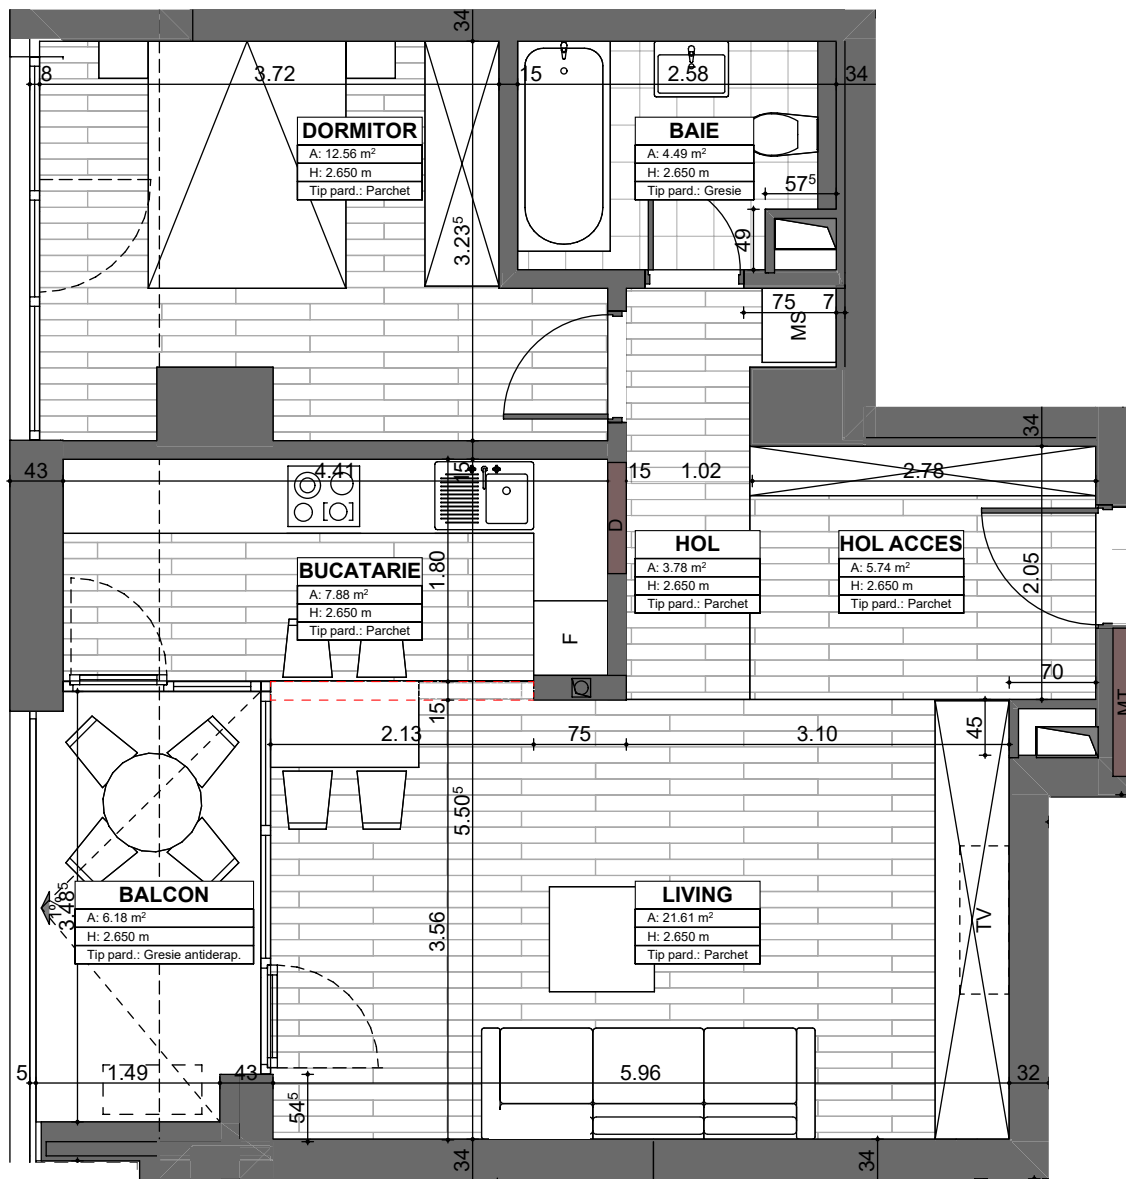 34
8
3.72
15
2.58
34
DORMITOR
A: 12.56 m²
H: 2.650 m
Tip pard.: Parchet
BAIE
A: 4.49 m²
H: 2.650 m
Tip pard.: Gresie
57⁵
3.23⁵
49
75
7
MS
34
43
4.41
15
15
1.02
2.78
D
BUCATARIE
A: 7.88 m²
H: 2.650 m
Tip pard.: Parchet
1.80
HOL
A: 3.78 m²
H: 2.650 m
Tip pard.: Parchet
HOL ACCES
A: 5.74 m²
H: 2.650 m
Tip pard.: Parchet
2.05
F
70
MT
15
45
2.13
75
3.10
5.50⁵
BALCON
A: 6.18 m²
H: 2.650 m
Tip pard.: Gresie antiderap.
1%
3.48⁵
3.56
LIVING
A: 21.61 m²
H: 2.650 m
Tip pard.: Parchet
TV
5
1.49
43
5.96
32
54⁵
34
34